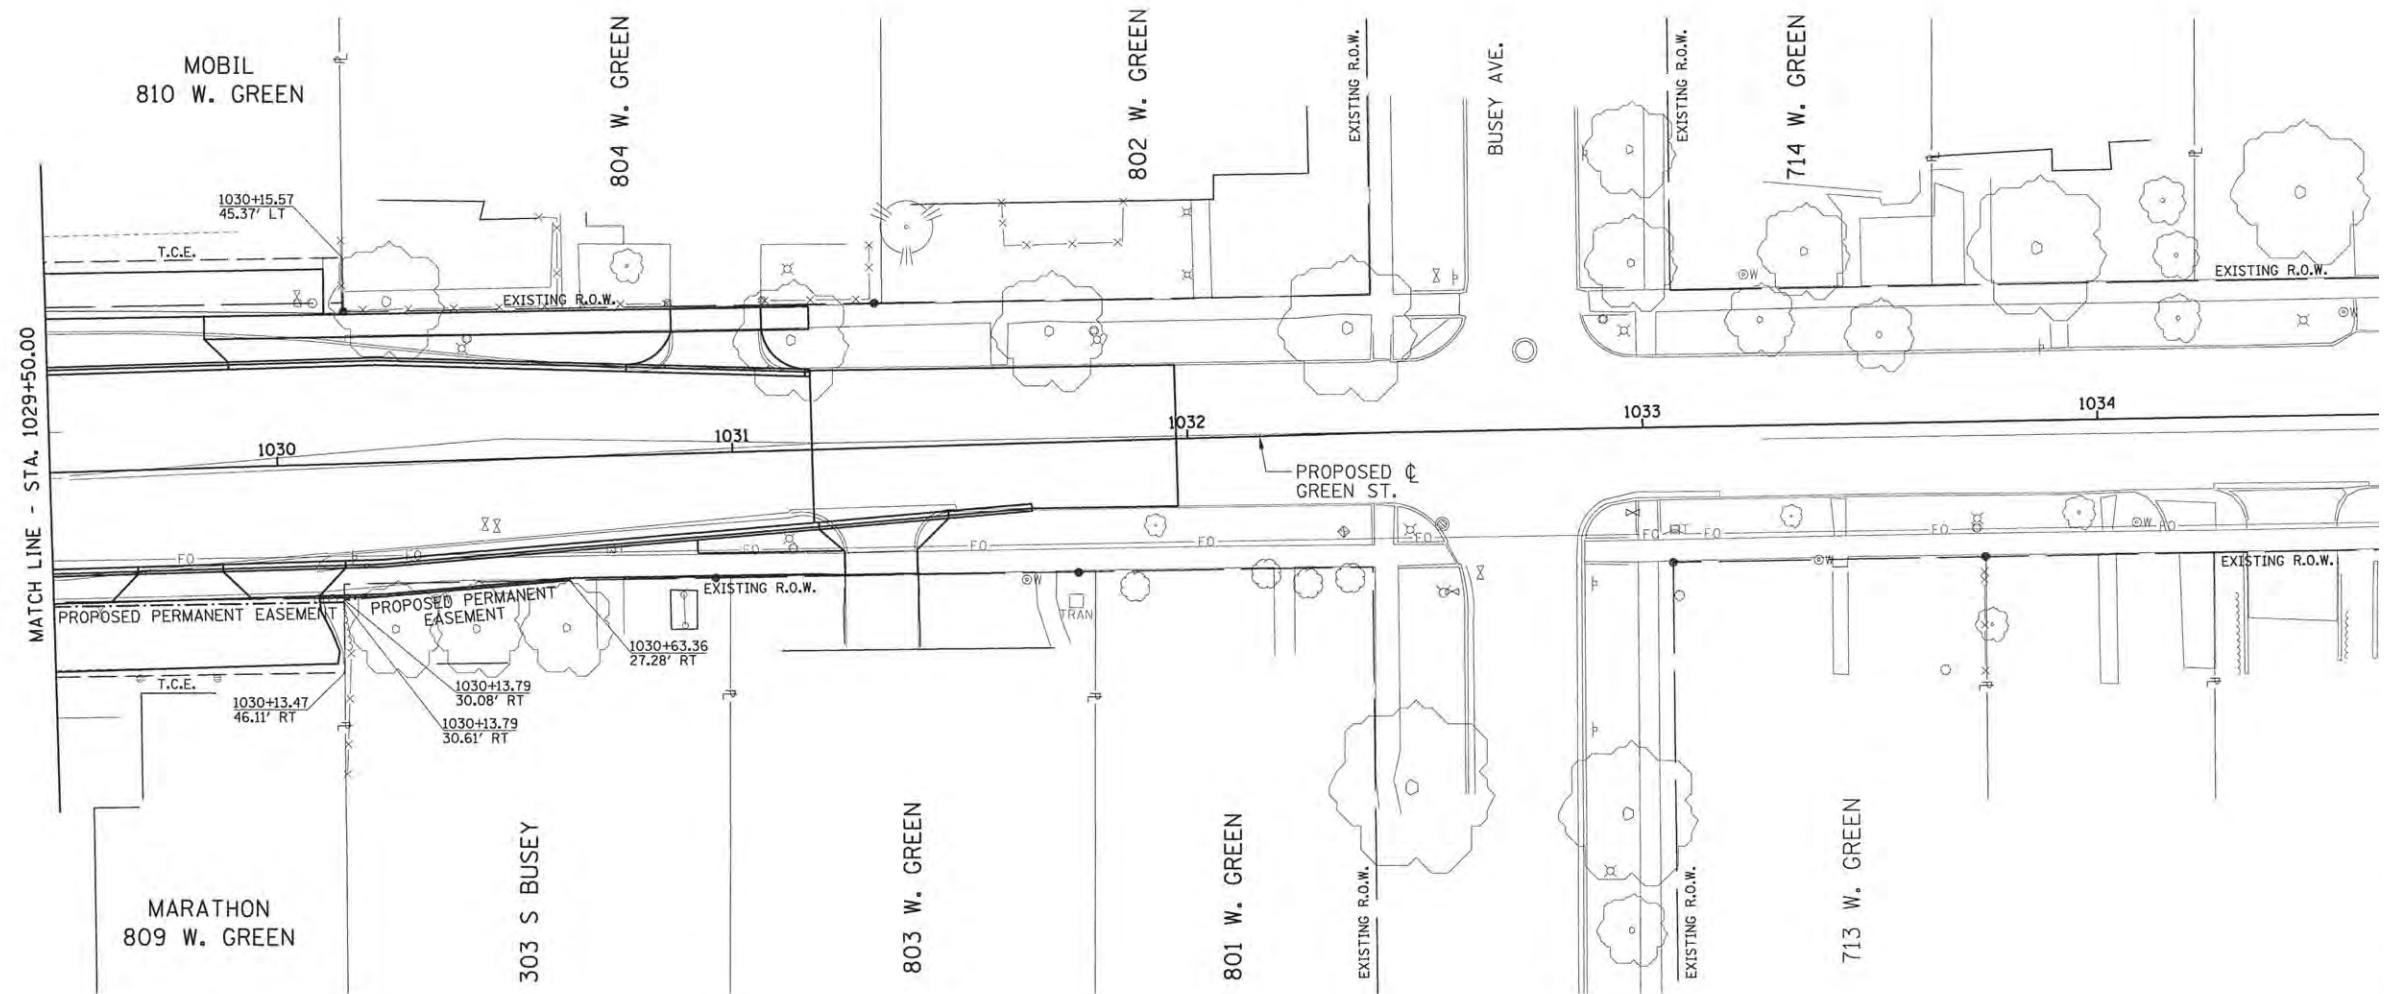 MOBIL
810 W. GREEN
804 W. GREEN
802 W. GREEN
EXISTING R.O.W.
BUSEY AVE.
EXISTING R.O.W.
714 W. GREEN
1030+15.57
45.37' LT
T.C.E.
EXISTING R.O.W.
W
EXISTING R.O.W.
W
MATCH LINE - STA. 1029+50.00
1030
1031
1032
1033
1034
PROPOSED ℄
GREEN ST.
FO
FO
FO
FO
FO
FO
FO
FO
W
FO
PROPOSED PERMANENT EASEMENT
PROPOSED PERMANENT
EASEMENT
EXISTING R.O.W.
W
W
EXISTING R.O.W.
TRAN
1030+63.36
27.28' RT
T.C.E.
1030+13.79
30.08' RT
1030+13.47
46.11' RT
1030+13.79
30.61' RT
MARATHON
809 W. GREEN
303 S BUSEY
803 W. GREEN
801 W. GREEN
EXISTING R.O.W.
EXISTING R.O.W.
713 W. GREEN